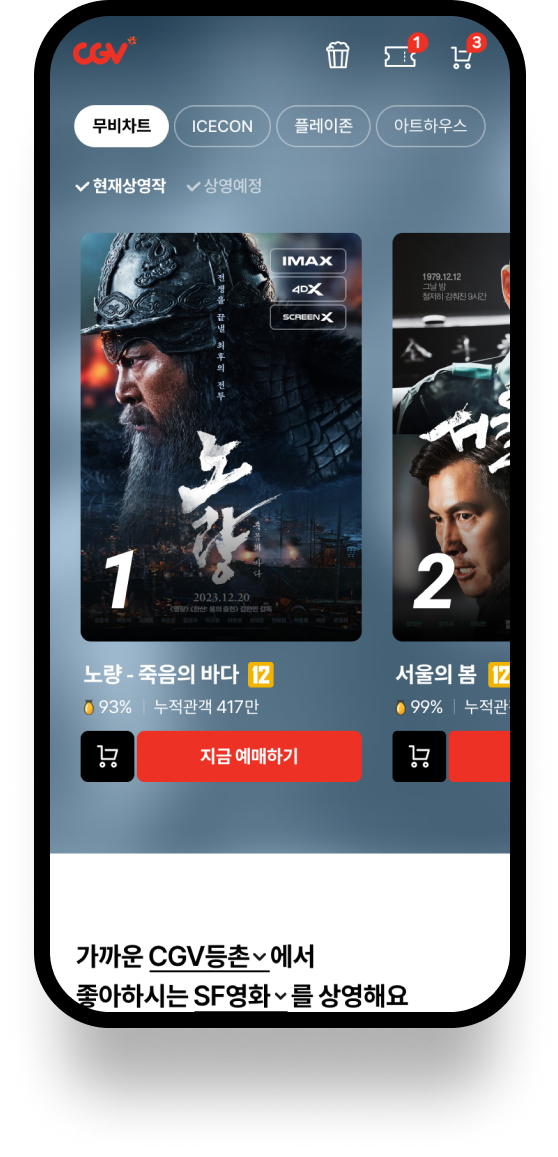 CGV
1
3
무비차트 ICECON 플레이존 아트하우스
현재상영작 상영예정
IMAX
4DX
SCREENX
전쟁을 끝낼 최후의 전투
노량
죽음의 바다
1
2023.12.20
1979.12.12
그날 밤
철저히 감춰진 9시간
2
노량 - 죽음의 바다 12
93% 누적관객 417만
지금 예매하기
서울의 봄 12
99% 누적관
가까운 CGV등촌에서
좋아하시는 SF영화를 상영해요